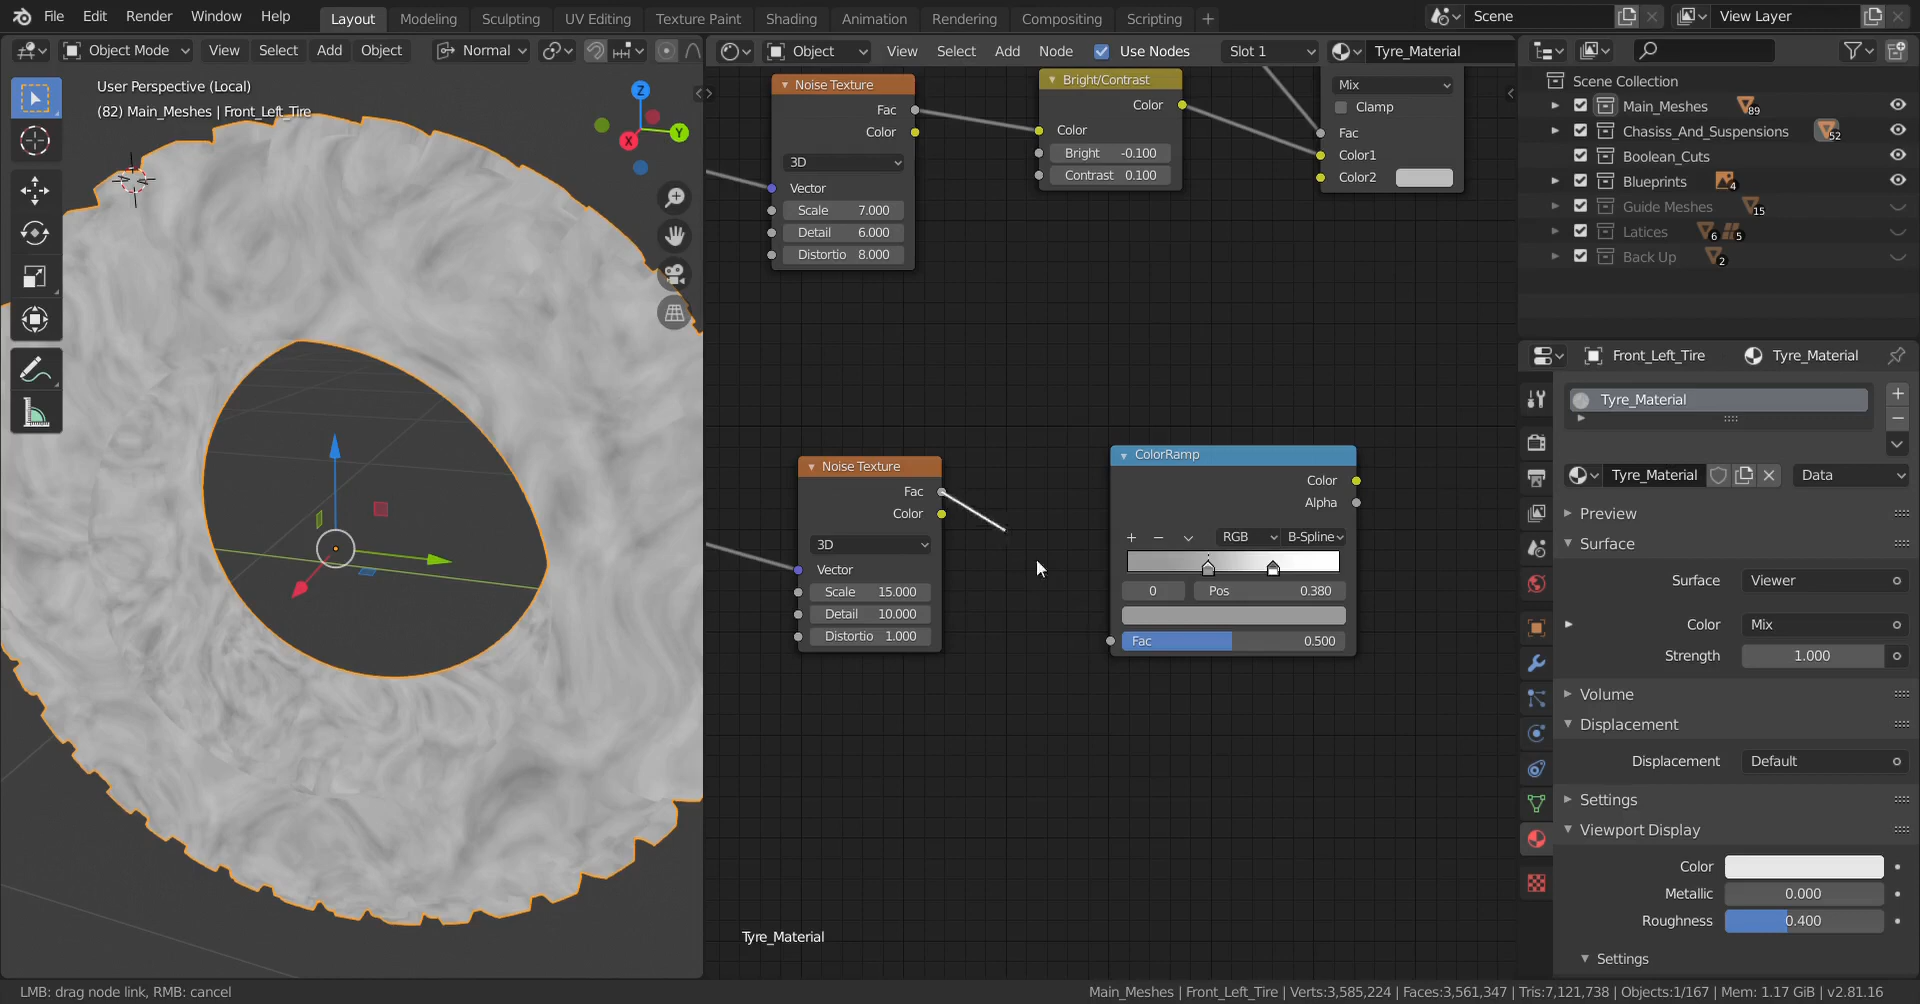 File Edit Render Window Help Layout Modeling Sculpting UV Editing Texture Paint Shading Animation Rendering Compositing Scripting + Scene View Layer
Object Mode View Select Add Object Normal
Object View Select Add Node Use Nodes Slot 1 Tyre_Material
User Perspective (Local)
(82) Main_Meshes | Front_Left_Tire
Z
Y
X
Noise Texture
Fac
Color
3D
Vector
Scale 7.000
Detail 6.000
Distortio 8.000
Bright/Contrast
Color
Color
Bright -0.100
Contrast 0.100
Mix
Clamp
Fac
Color1
Color2
Noise Texture
Fac
Color
3D
Vector
Scale 15.000
Detail 10.000
Distortio 1.000
ColorRamp
Color
Alpha
RGB B-Spline
0 Pos 0.380
Fac 0.500
Tyre_Material
Scene Collection
Main_Meshes 89
Chasiss_And_Suspensions 52
Boolean_Cuts
Blueprints 4
Guide Meshes 15
Latices 6 5
Back Up 2
Front_Left_Tire Tyre_Material
Tyre_Material
Tyre_Material Data
Preview
Surface
Surface Viewer
Color Mix
Strength 1.000
Volume
Displacement
Displacement Default
Settings
Viewport Display
Color
Metallic 0.000
Roughness 0.400
Settings
LMB: drag node link, RMB: cancel
Main_Meshes | Front_Left_Tire | Verts:3,585,224 | Faces:3,561,347 | Tris:7,121,738 | Objects:1/167 | Mem: 1.17 GiB | v2.81.16